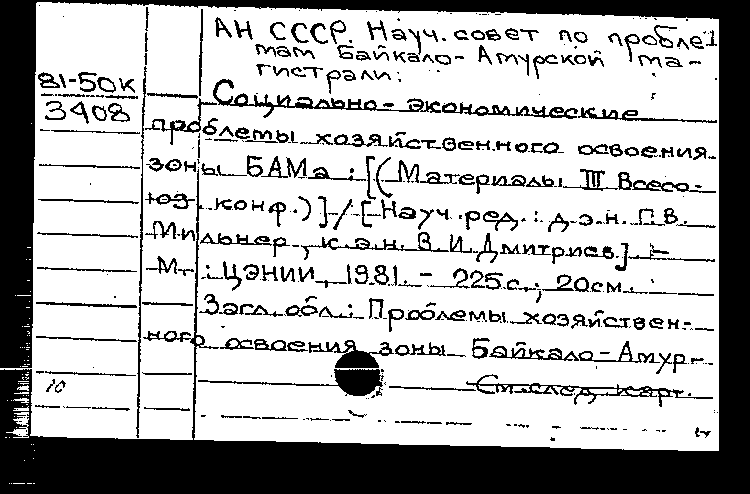 АН СССР. Науч. совет по пробле
мам Байкало-Амурской ма-
гистрали:
81-50К
3408
Социально-экономические
проблемы хозяйственного освоения
зоны БАМа : [(Материалы III Всесо-
юз. конф.)] / [Науч. ред.: д.э.н. Г.В.
Мильнер, к.э.н. В.И. Дмитриев] -
М. : ЦЭНИИ, 1981. - 225с.; 20см.
Загл. обл.: Проблемы хозяйствен-
ного освоения зоны Байкало-Амур-
См. след. карт.
10